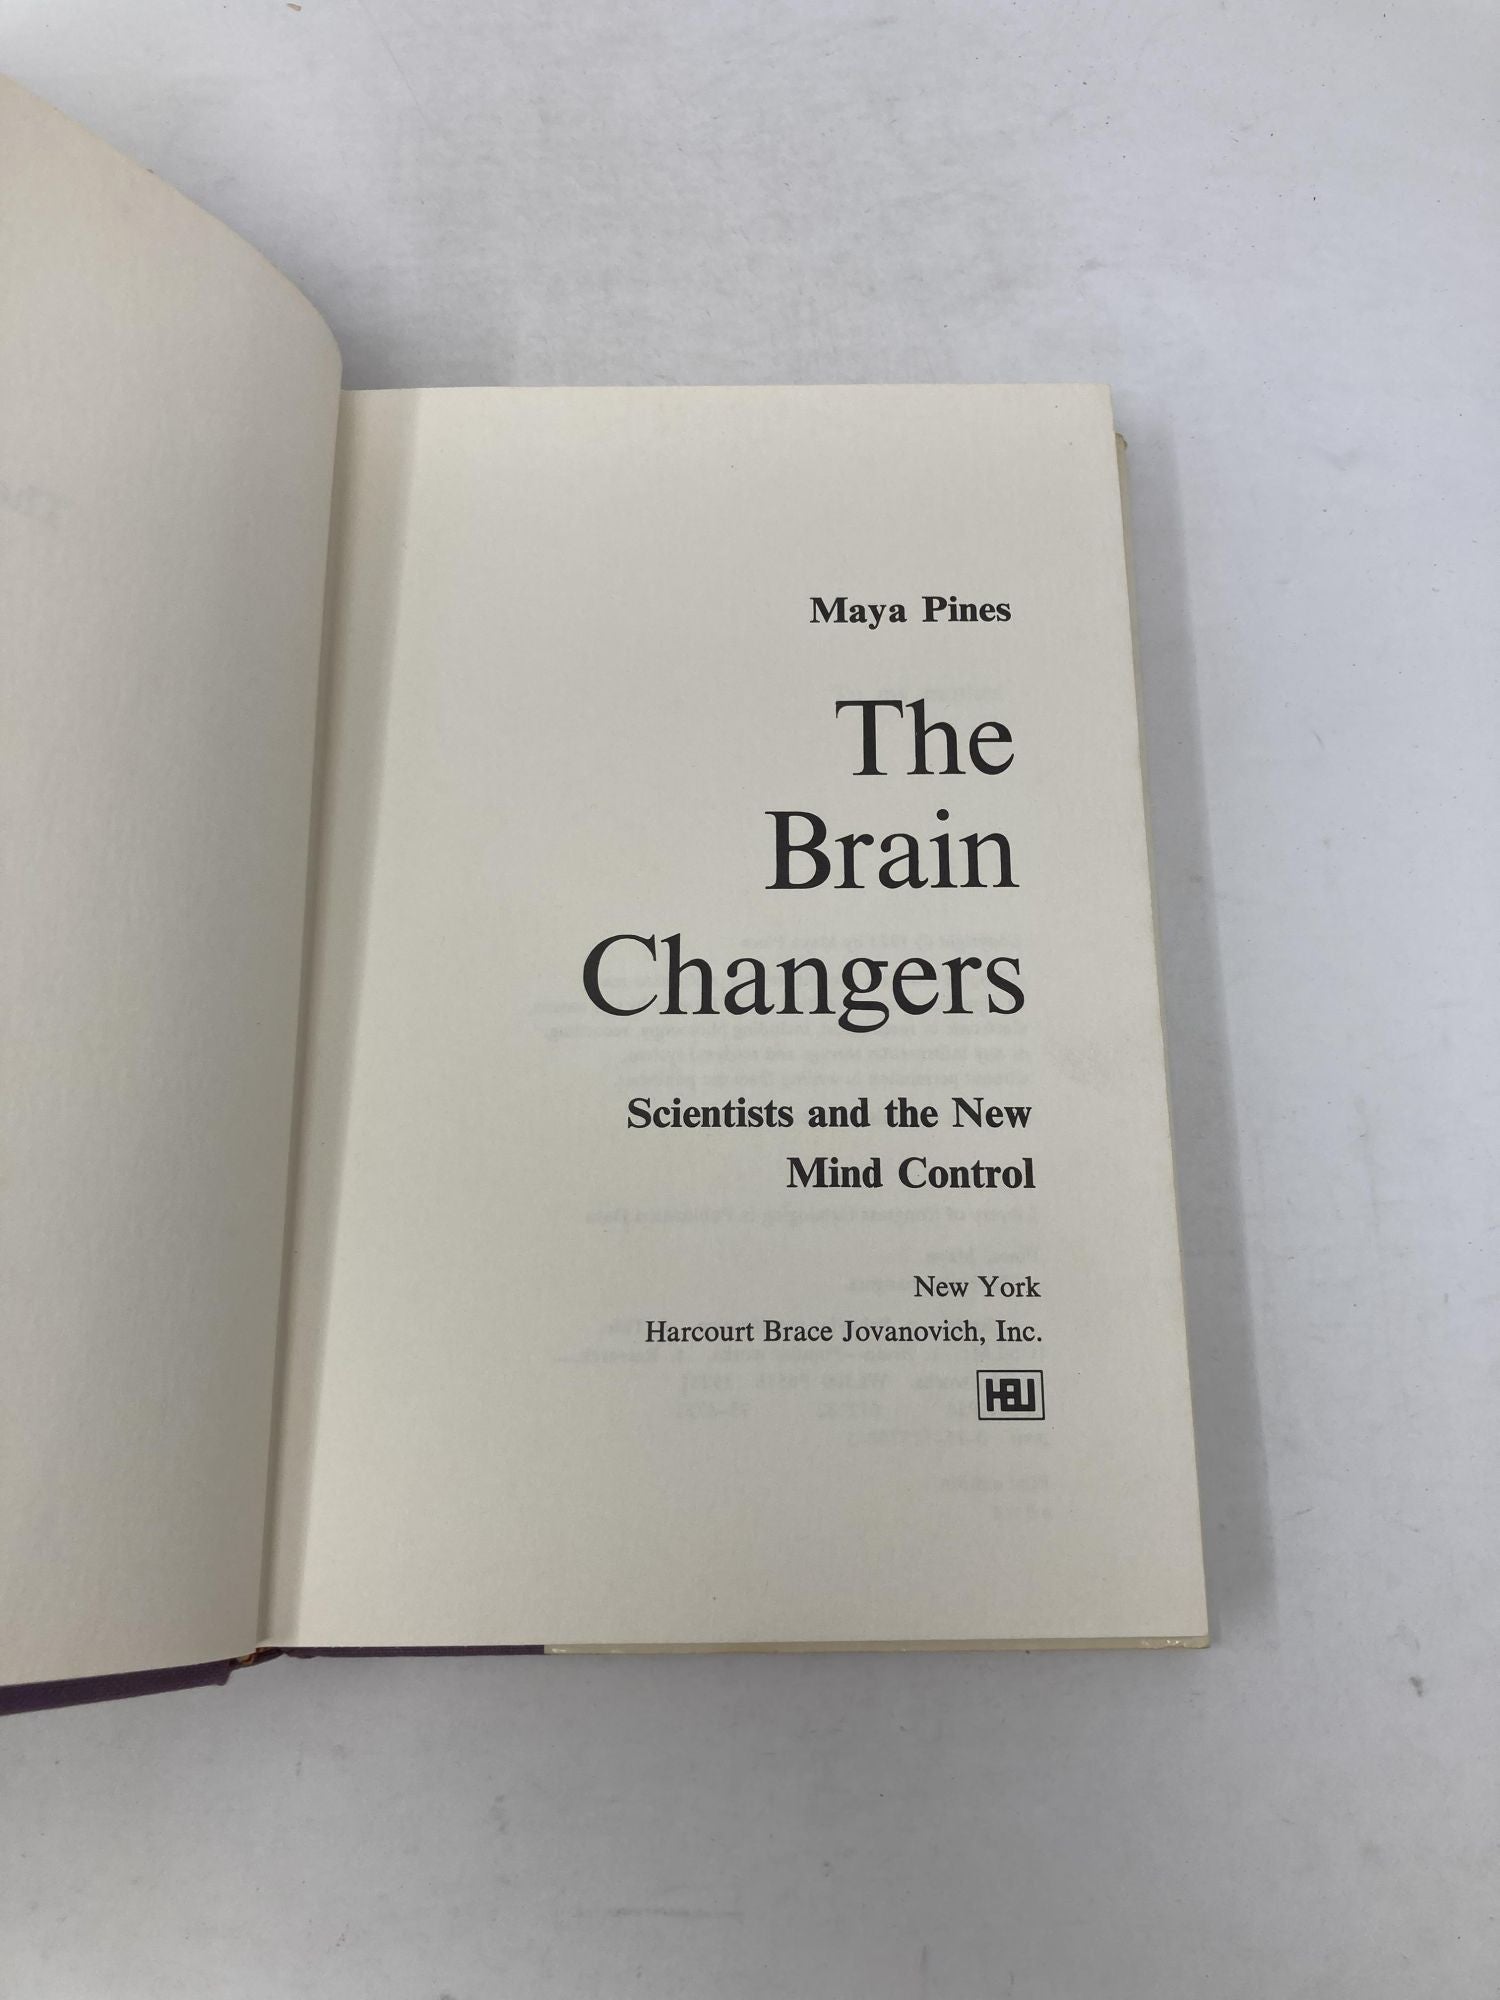 Maya Pines
The
Brain
Changers
Scientists and the New
Mind Control
New York
Harcourt Brace Jovanovich, Inc.
HBJ